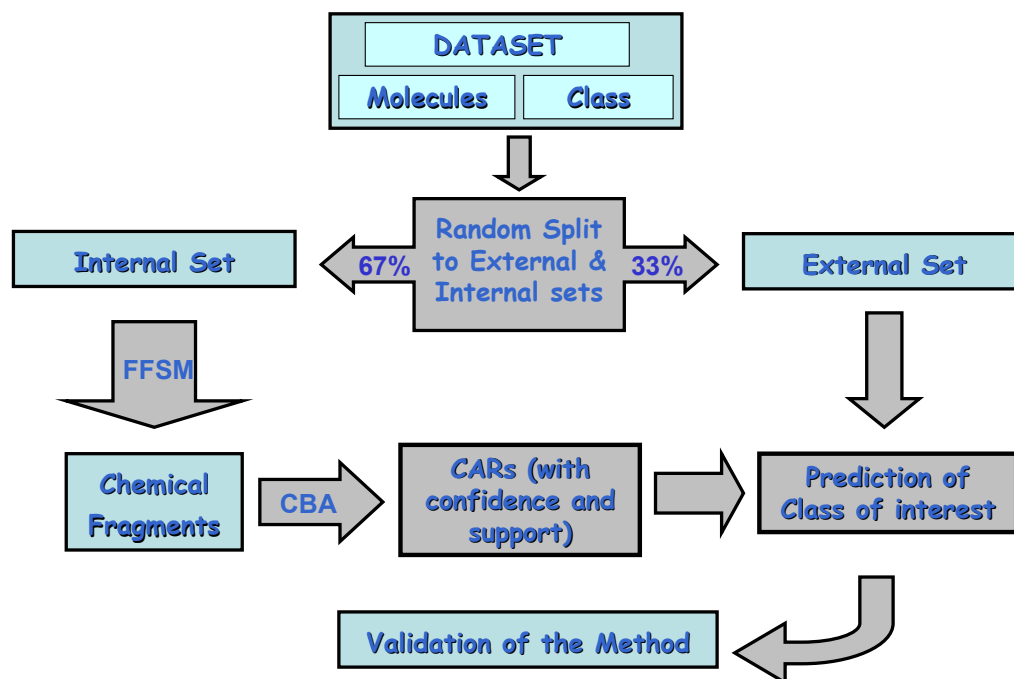 DATASET
Molecules
Class
Random Split
to External &
Internal sets
67%
33%
Internal Set
External Set
FFSM
Chemical
Fragments
CBA
CARs (with
confidence and
support)
Prediction of
Class of interest
Validation of the Method